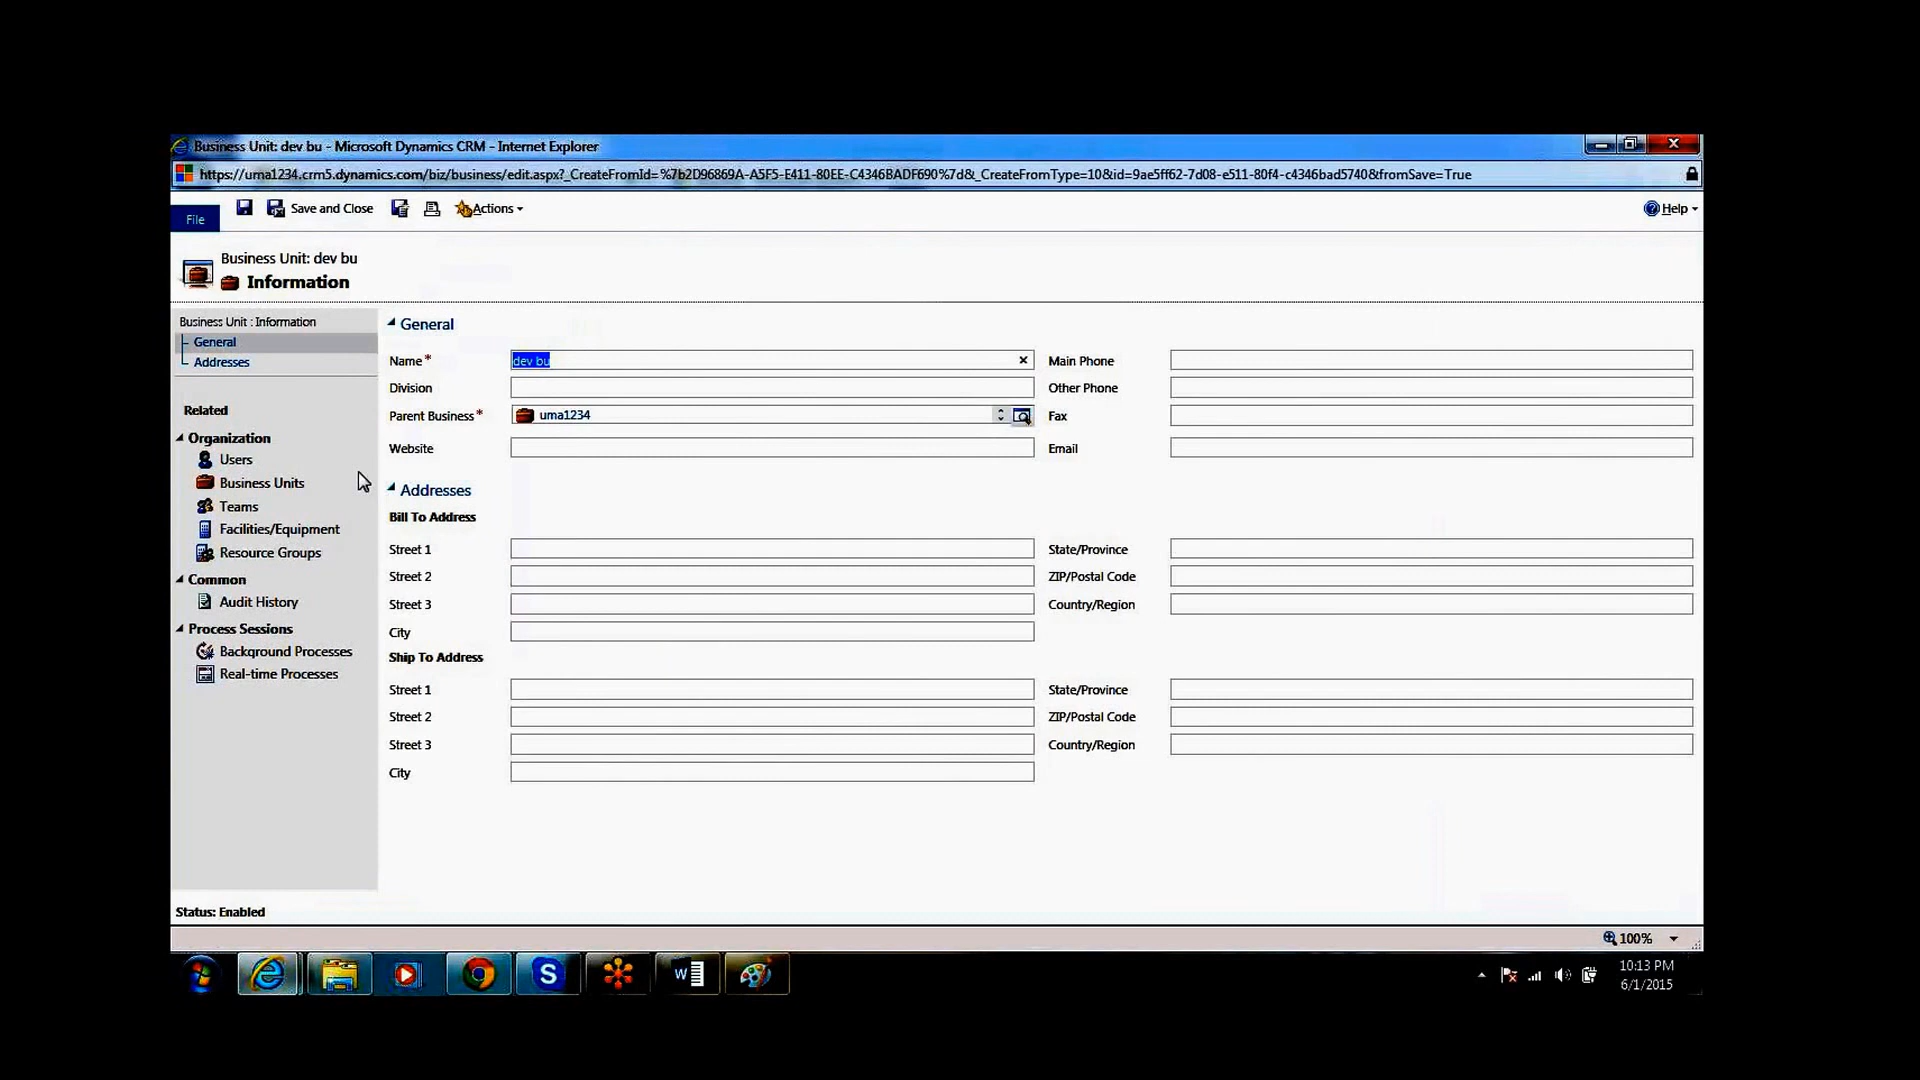 Business Unit: dev bu - Microsoft Dynamics CRM - Internet Explorer
https://uma1234.crm5.dynamics.com/biz/business/edit.aspx?_CreateFromId=%7b2D96869A-A5F5-E411-80EE-C4346BADF690%7d&_CreateFromType=10&id=9ae5ff62-7d08-e511-80f4-c4346bad5740&fromSave=True
File
Save and Close
Actions
Help
Business Unit: dev bu
Information
Business Unit : Information
General
Addresses
Related
Organization
Users
Business Units
Teams
Facilities/Equipment
Resource Groups
Common
Audit History
Process Sessions
Background Processes
Real-time Processes
General
Name* dev bu Main Phone
Division Other Phone
Parent Business* uma1234 Fax
Website Email
Addresses
Bill To Address
Street 1 State/Province
Street 2 ZIP/Postal Code
Street 3 Country/Region
City
Ship To Address
Street 1 State/Province
Street 2 ZIP/Postal Code
Street 3 Country/Region
City
Status: Enabled
100%
10:13 PM
6/1/2015